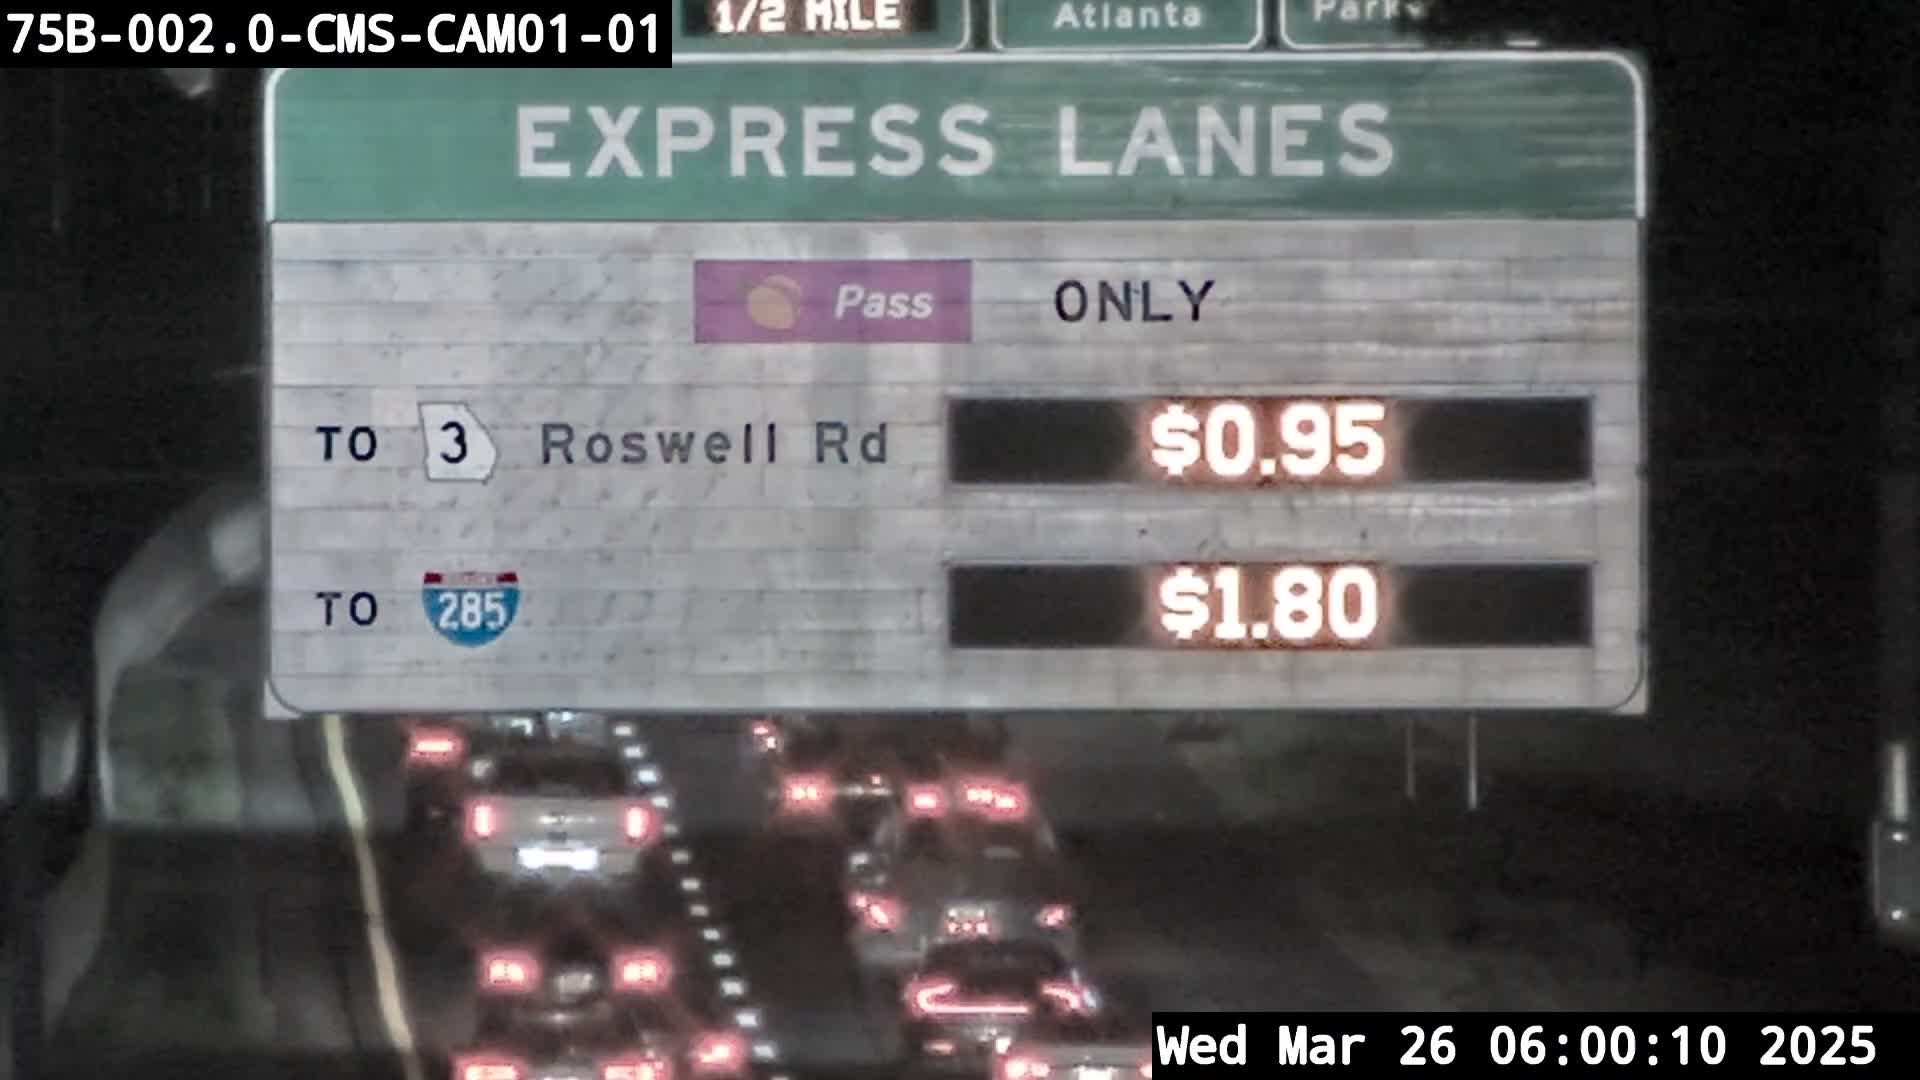 75B-002.0-CMS-CAM01-01
1/2 MILE
Atlanta
EXPRESS LANES
Pass ONLY
TO 3 Roswell Rd $0.95
TO 285 $1.80
Wed Mar 26 06:00:10 2025